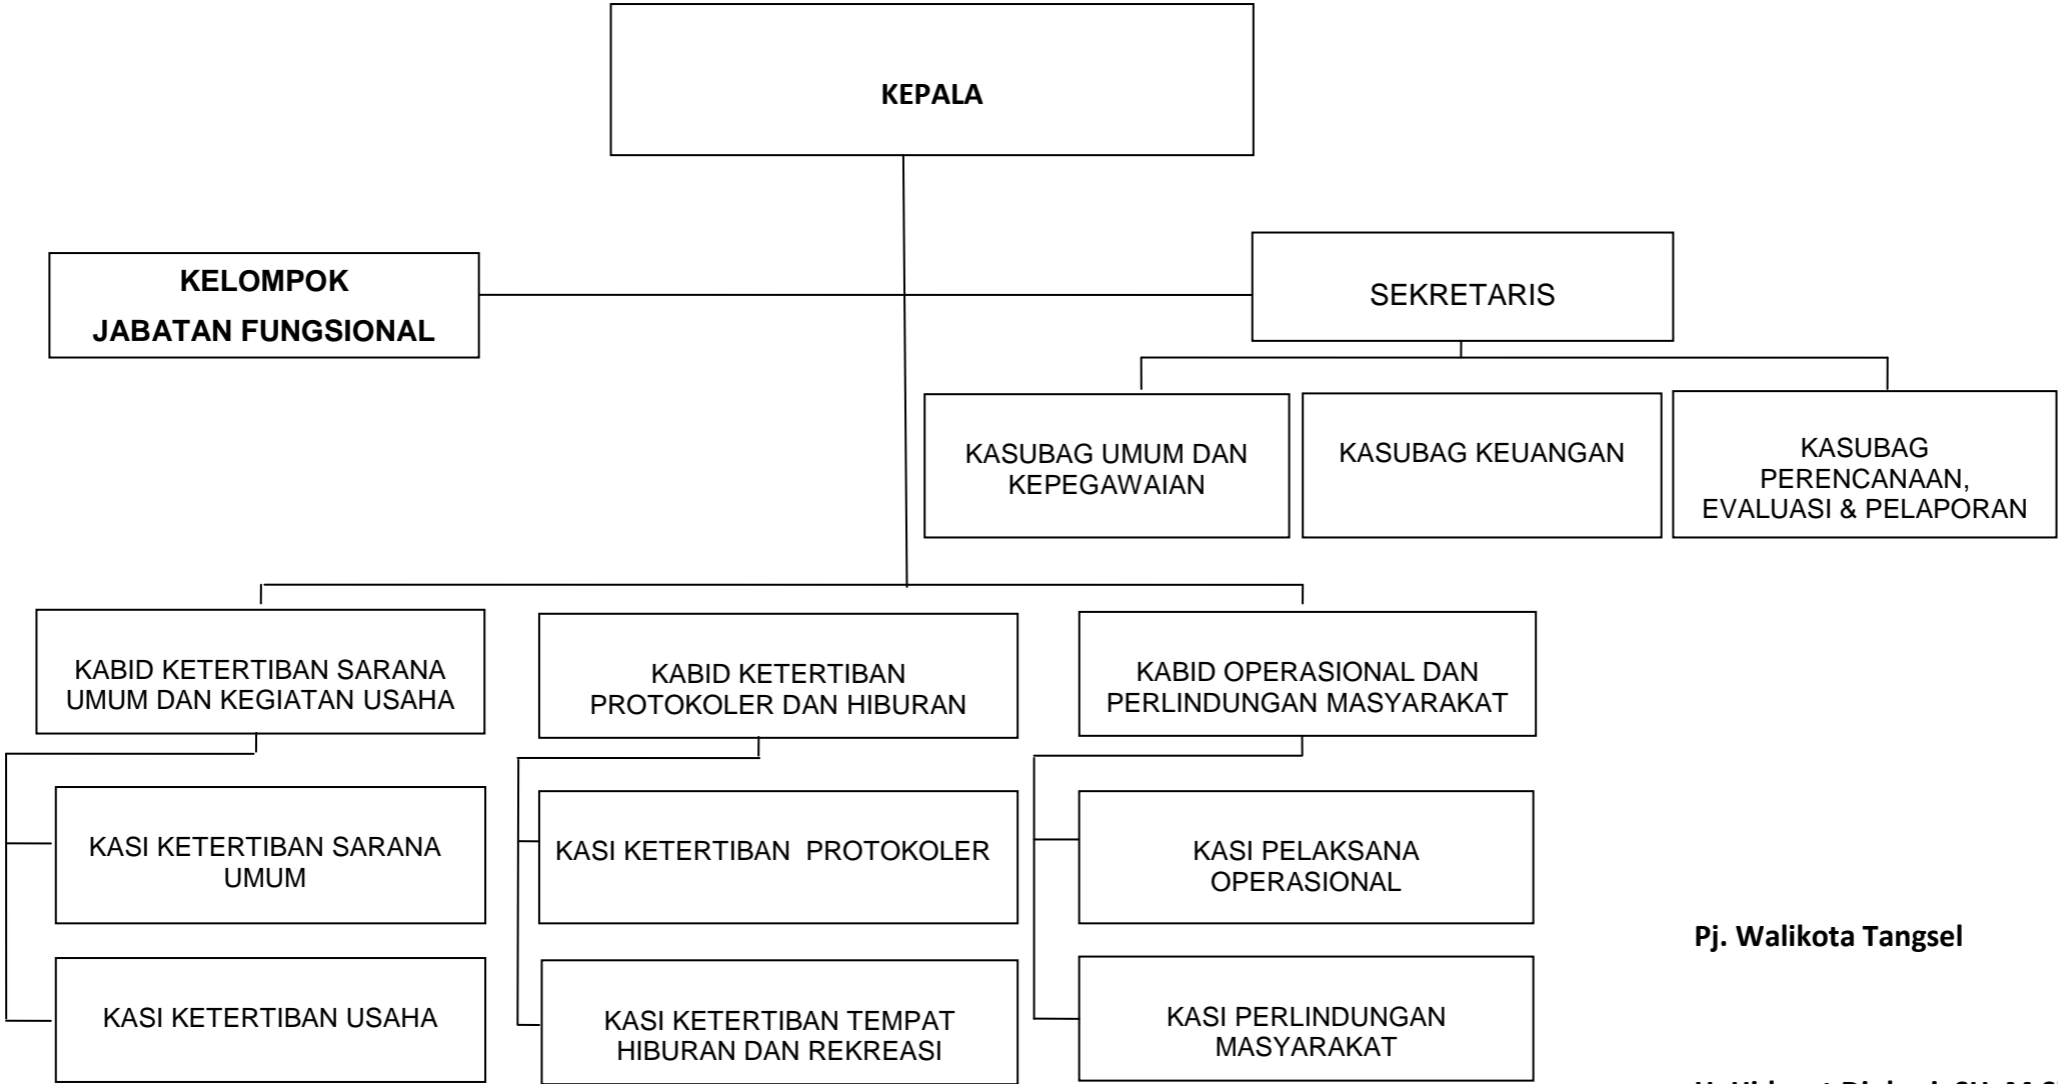 KEPALA
KELOMPOK
JABATAN FUNGSIONAL
SEKRETARIS
KASUBAG UMUM DAN
KEPEGAWAIAN
KASUBAG KEUANGAN
KASUBAG
PERENCANAAN,
EVALUASI & PELAPORAN
KABID KETERTIBAN SARANA
UMUM DAN KEGIATAN USAHA
KABID KETERTIBAN
PROTOKOLER DAN HIBURAN
KABID OPERASIONAL DAN
PERLINDUNGAN MASYARAKAT
KASI KETERTIBAN SARANA
UMUM
KASI KETERTIBAN  PROTOKOLER
KASI PELAKSANA
OPERASIONAL
KASI KETERTIBAN USAHA
KASI KETERTIBAN TEMPAT
HIBURAN DAN REKREASI
KASI PERLINDUNGAN
MASYARAKAT
Pj. Walikota Tangsel